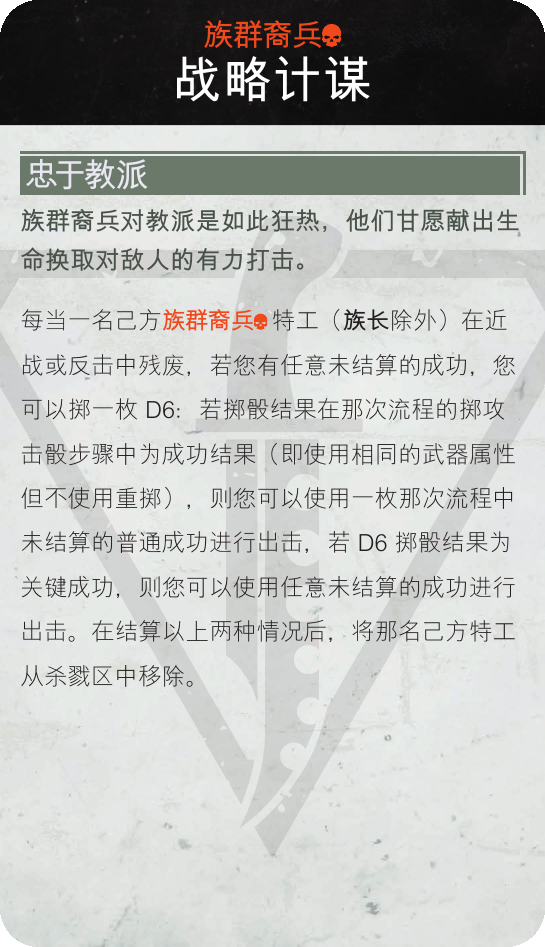 族群裔兵
战略计谋
忠于教派
族群裔兵对教派是如此狂热，他们甘愿献出生
命换取对敌人的有力打击。
每当一名己方族群裔兵特工（族长除外）在近
战或反击中残废，若您有任意未结算的成功，您
可以掷一枚 D6：若掷骰结果在那次流程的掷攻
击骰步骤中为成功结果（即使用相同的武器属性
但不使用重掷），则您可以使用一枚那次流程中
未结算的普通成功进行出击，若 D6 掷骰结果为
关键成功，则您可以使用任意未结算的成功进行
出击。在结算以上两种情况后，将那名己方特工
从杀戮区中移除。